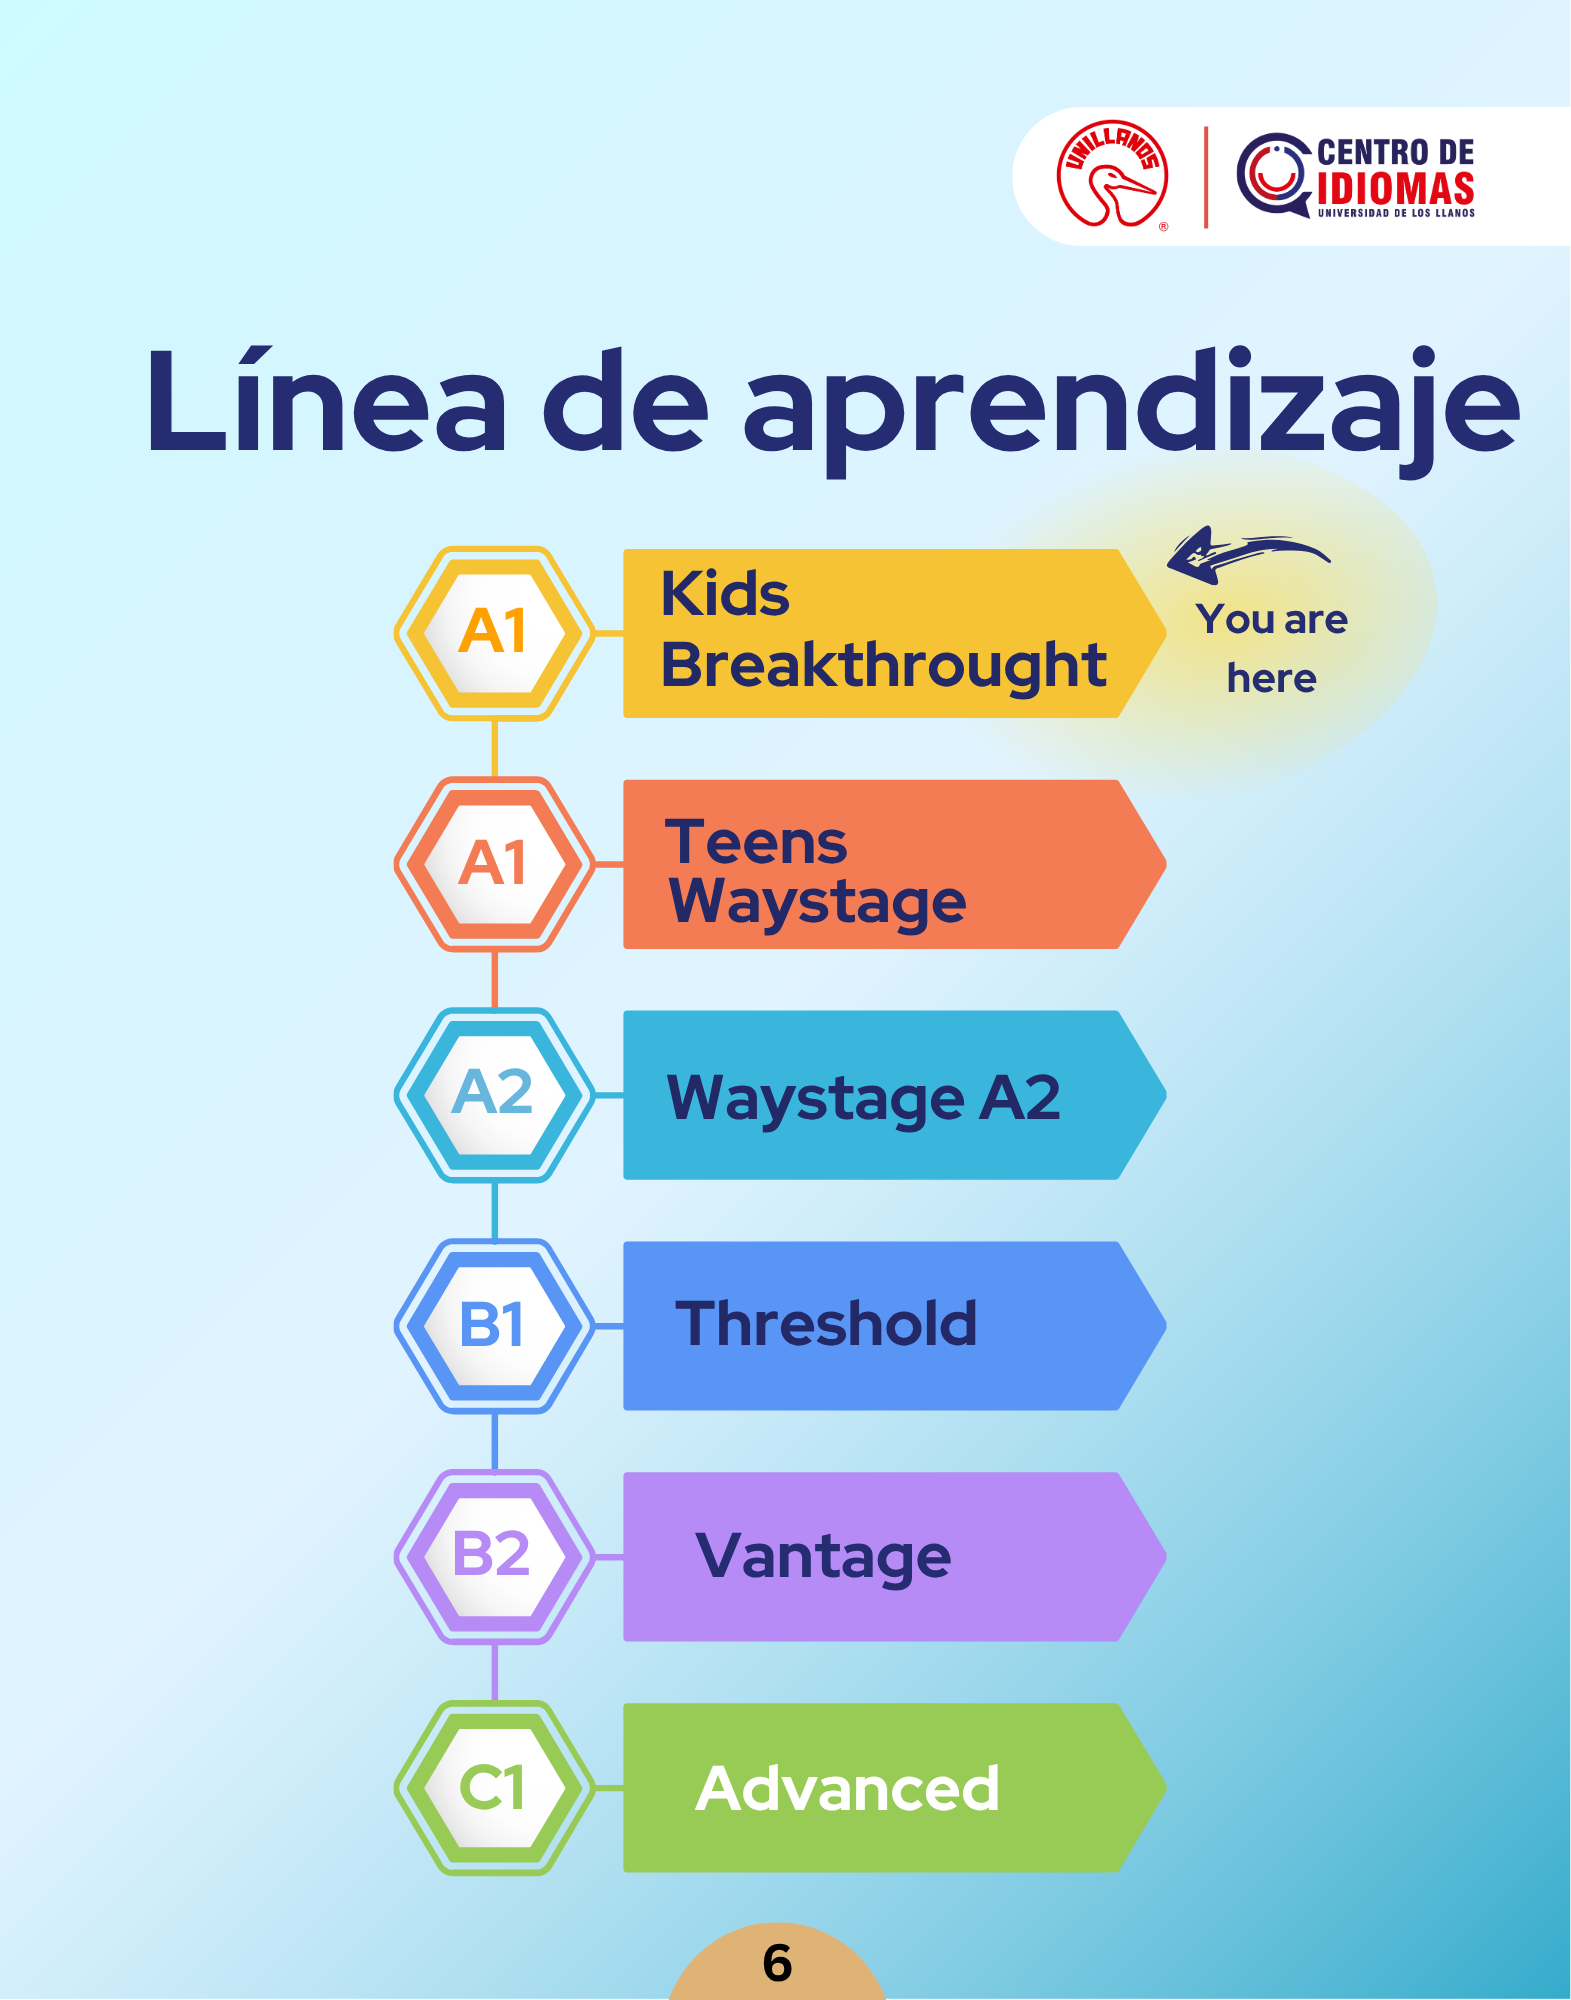 UNILLANOS
®
CENTRO DE
IDIOMAS
UNIVERSIDAD DE LOS LLANOS
Línea de aprendizaje
A1
Kids
Breakthrought
You are
here
A1
Teens
Waystage
A2
Waystage A2
B1
Threshold
B2
Vantage
C1
Advanced
6